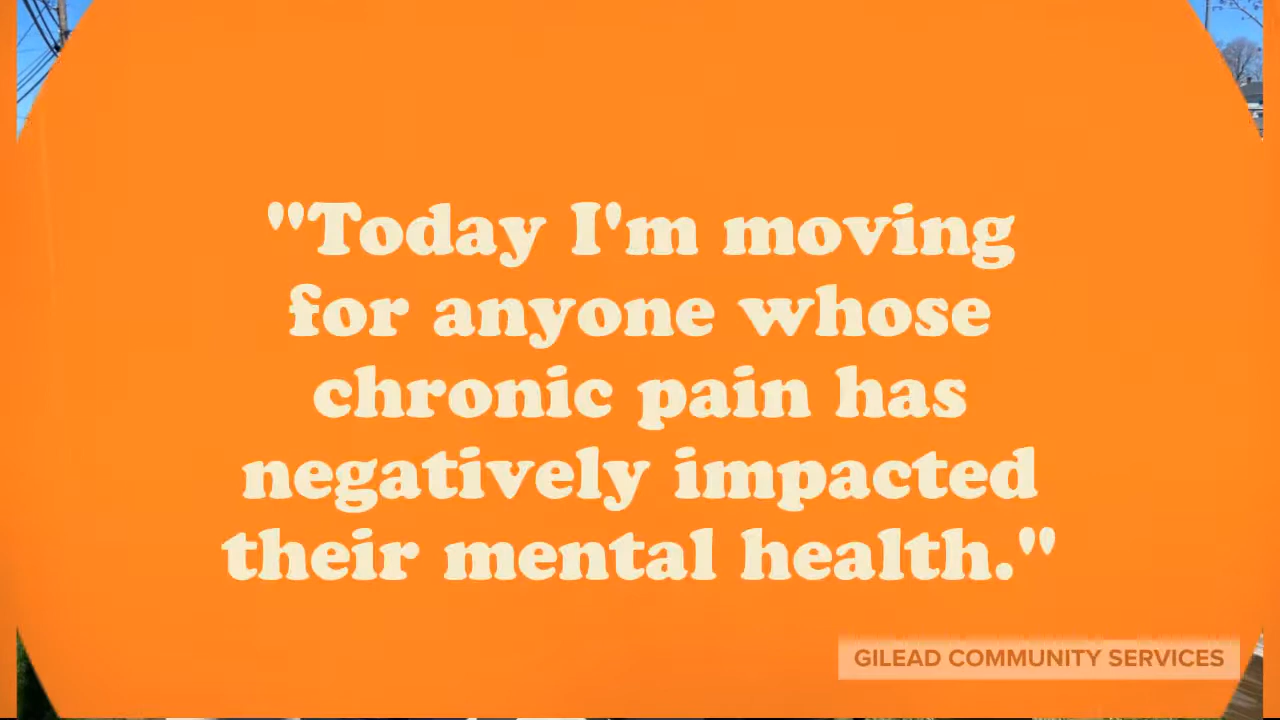 "Today I'm moving
for anyone whose
chronic pain has
negatively impacted
their mental health."
GILEAD COMMUNITY SERVICES